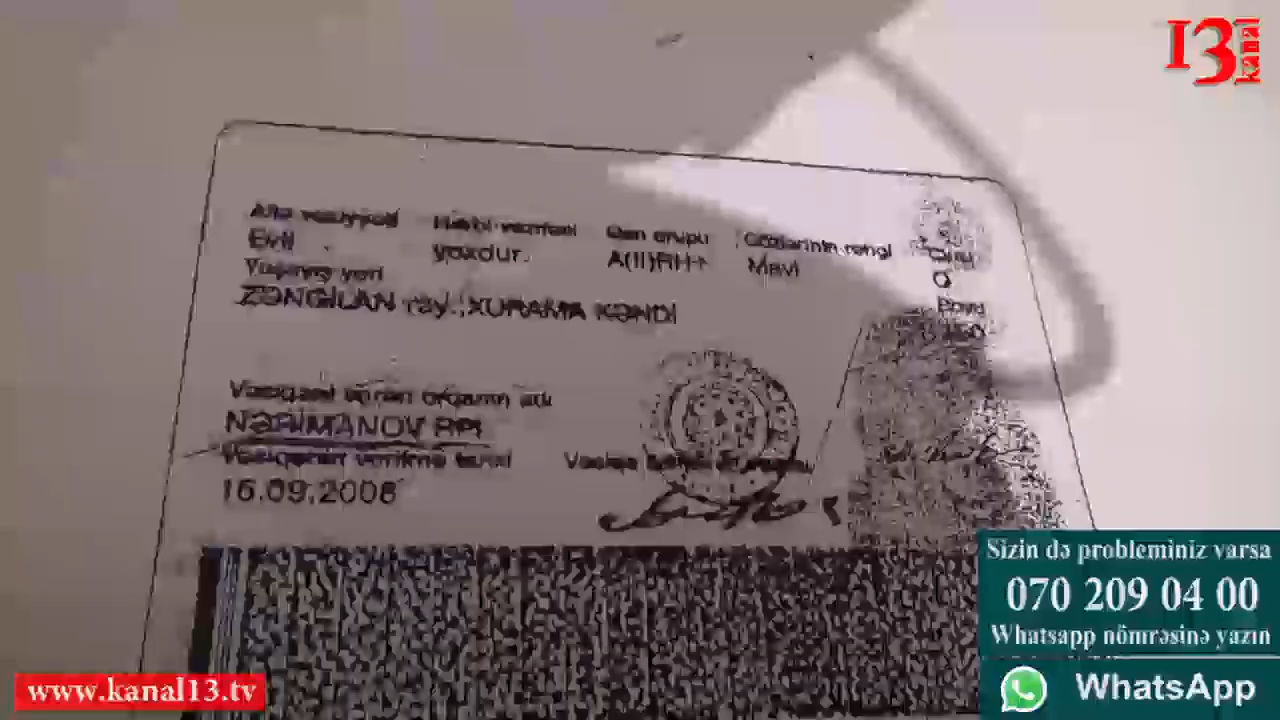 13 kanal
Ailə vəziyyəti Hərbi vəzifəsi Qan qrupu Gözlərinin rəngi
Evli yoxdur. A(II)RH+ Mavi
Yaşayış yeri
ZƏNGİLAN ray.,XURAMA KƏNDİ
Boyu
Vəsiqəni verən orqanın adı
NƏRİMANOV RPİ
Vəsiqənin verilmə tarixi
16.09.2008
Sizin də probleminiz varsa
070 209 04 00
Whatsapp nömrəsinə yazın
WhatsApp
www.kanal13.tv